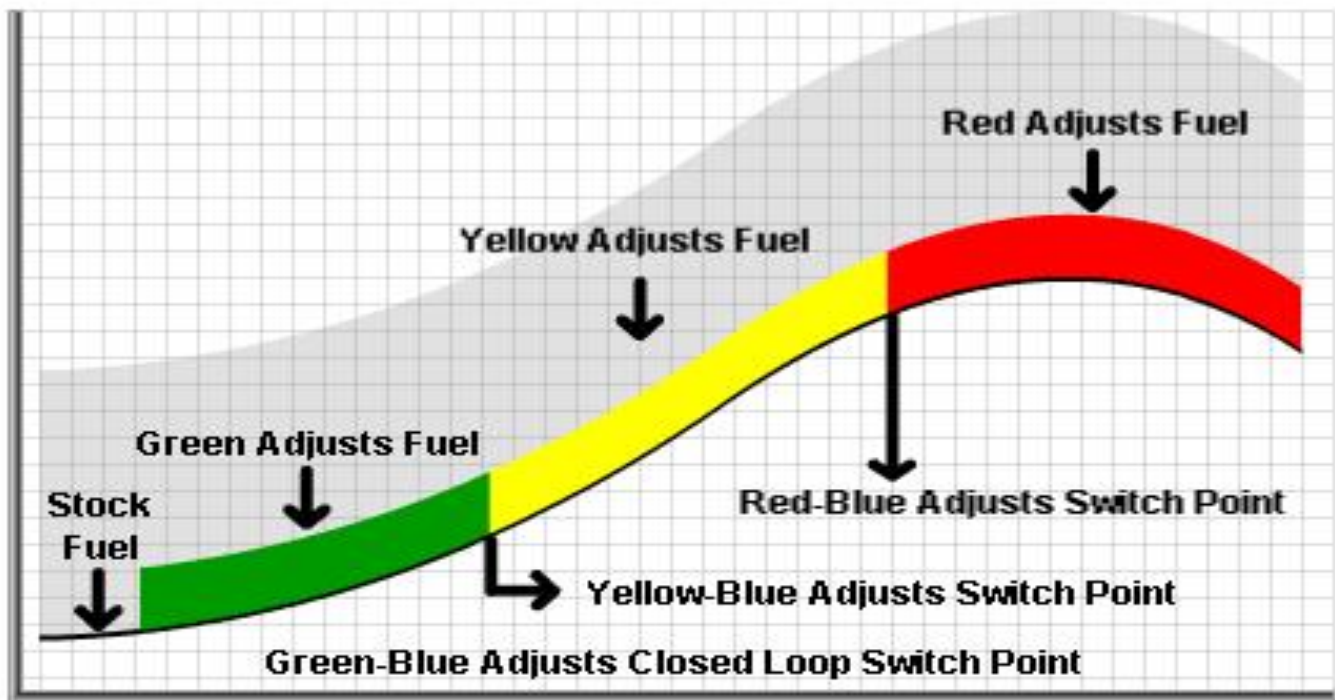 Red Adjusts Fuel
Yellow Adjusts Fuel
Green Adjusts Fuel
Stock
Fuel
Red-Blue Adjusts Switch Point
Yellow-Blue Adjusts Switch Point
Green-Blue Adjusts Closed Loop Switch Point